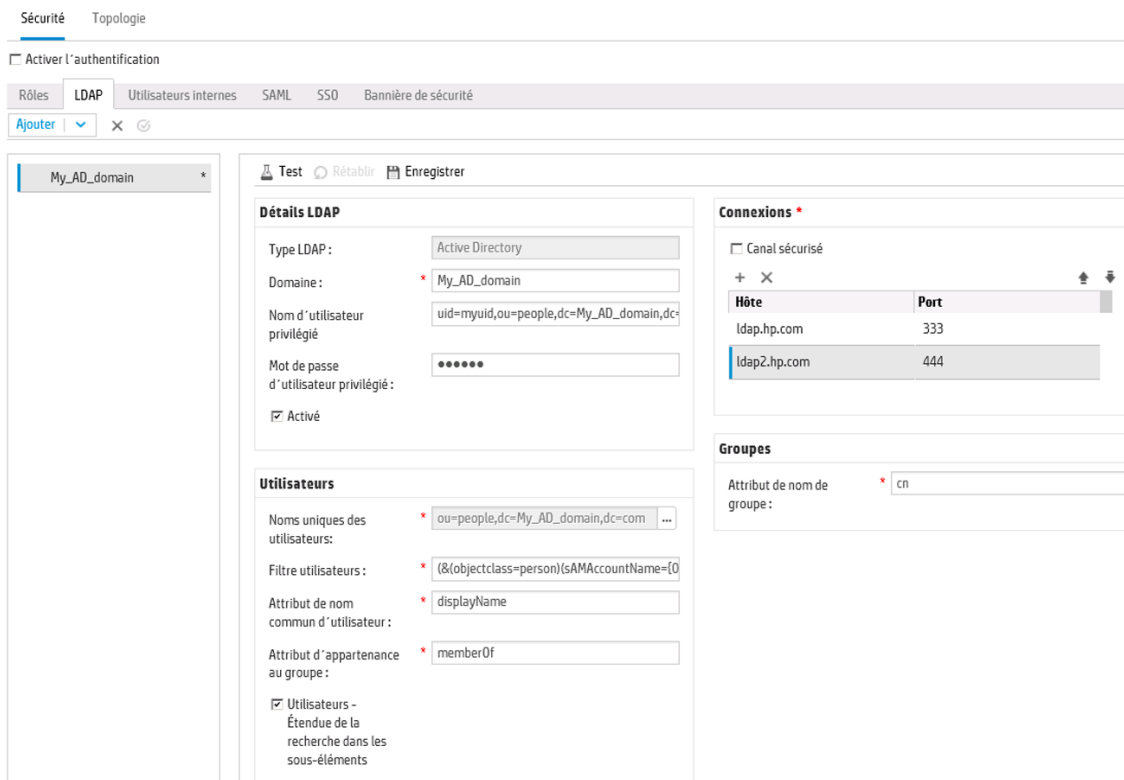 Sécurité Topologie
Activer l´authentification
Rôles LDAP Utilisateurs internes SAML SSO Bannière de sécurité
Ajouter
My_AD_domain *
Test Rétablir Enregistrer
Détails LDAP
Type LDAP : Active Directory
Domaine : * My_AD_domain
Nom d´utilisateur
privilégié
uid=myuid,ou=people,dc=My_AD_domain,dc=
Mot de passe
d´utilisateur privilégié :
●●●●●●
Activé
Utilisateurs
Noms uniques des
utilisateurs:
* ou=people,dc=My_AD_domain,dc=com ...
Filtre utilisateurs : * (&(objectclass=person)(sAMAccountName={0
Attribut de nom
commun d´utilisateur :
* displayName
Attribut d´appartenance
au groupe :
* memberOf
Utilisateurs -
Étendue de la
recherche dans les
sous-éléments
Connexions *
Canal sécurisé
Hôte Port
ldap.hp.com 333
ldap2.hp.com 444
Groupes
Attribut de nom de
groupe :
* cn